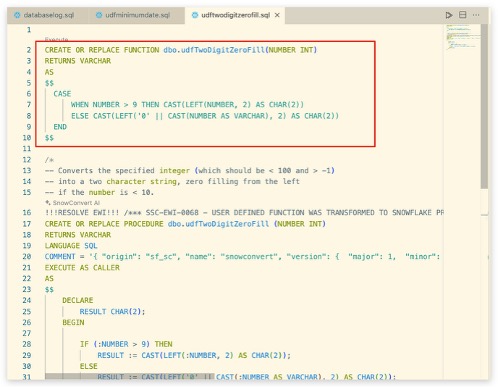 databaselog.sql
udfminimumdate.sql
udftwodigitzerofill.sql
1
Execute
2 CREATE OR REPLACE FUNCTION dbo.udfTwoDigitZeroFill(NUMBER INT)
3 RETURNS VARCHAR
4 AS
5 $$
6 CASE
7 WHEN NUMBER > 9 THEN CAST(LEFT(NUMBER, 2) AS CHAR(2))
8 ELSE CAST(LEFT('0' || CAST(NUMBER AS VARCHAR), 2) AS CHAR(2))
9 END
10 $$
11
12 /*
13 -- Converts the specified integer (which should be < 100 and > -1)
14 -- into a two character string, zero filling from the left
15 -- if the number is < 10.
SnowConvert AI
16 !!!RESOLVE EWI!!! /*** SSC-EWI-0068 - USER DEFINED FUNCTION WAS TRANSFORMED TO SNOWFLAKE PR
17 CREATE OR REPLACE PROCEDURE dbo.udfTwoDigitZeroFill (NUMBER INT)
18 RETURNS VARCHAR
19 LANGUAGE SQL
20 COMMENT = '{ "origin": "sf_sc", "name": "snowconvert", "version": { "major": 1, "minor":
21 EXECUTE AS CALLER
22 AS
23 $$
24 DECLARE
25 RESULT CHAR(2);
26 BEGIN
27
28 IF (:NUMBER > 9) THEN
29 RESULT := CAST(LEFT(:NUMBER, 2) AS CHAR(2));
30 ELSE
31 RESULT := CAST(LEFT('0' || CAST(:NUMBER AS VARCHAR), 2) AS CHAR(2));